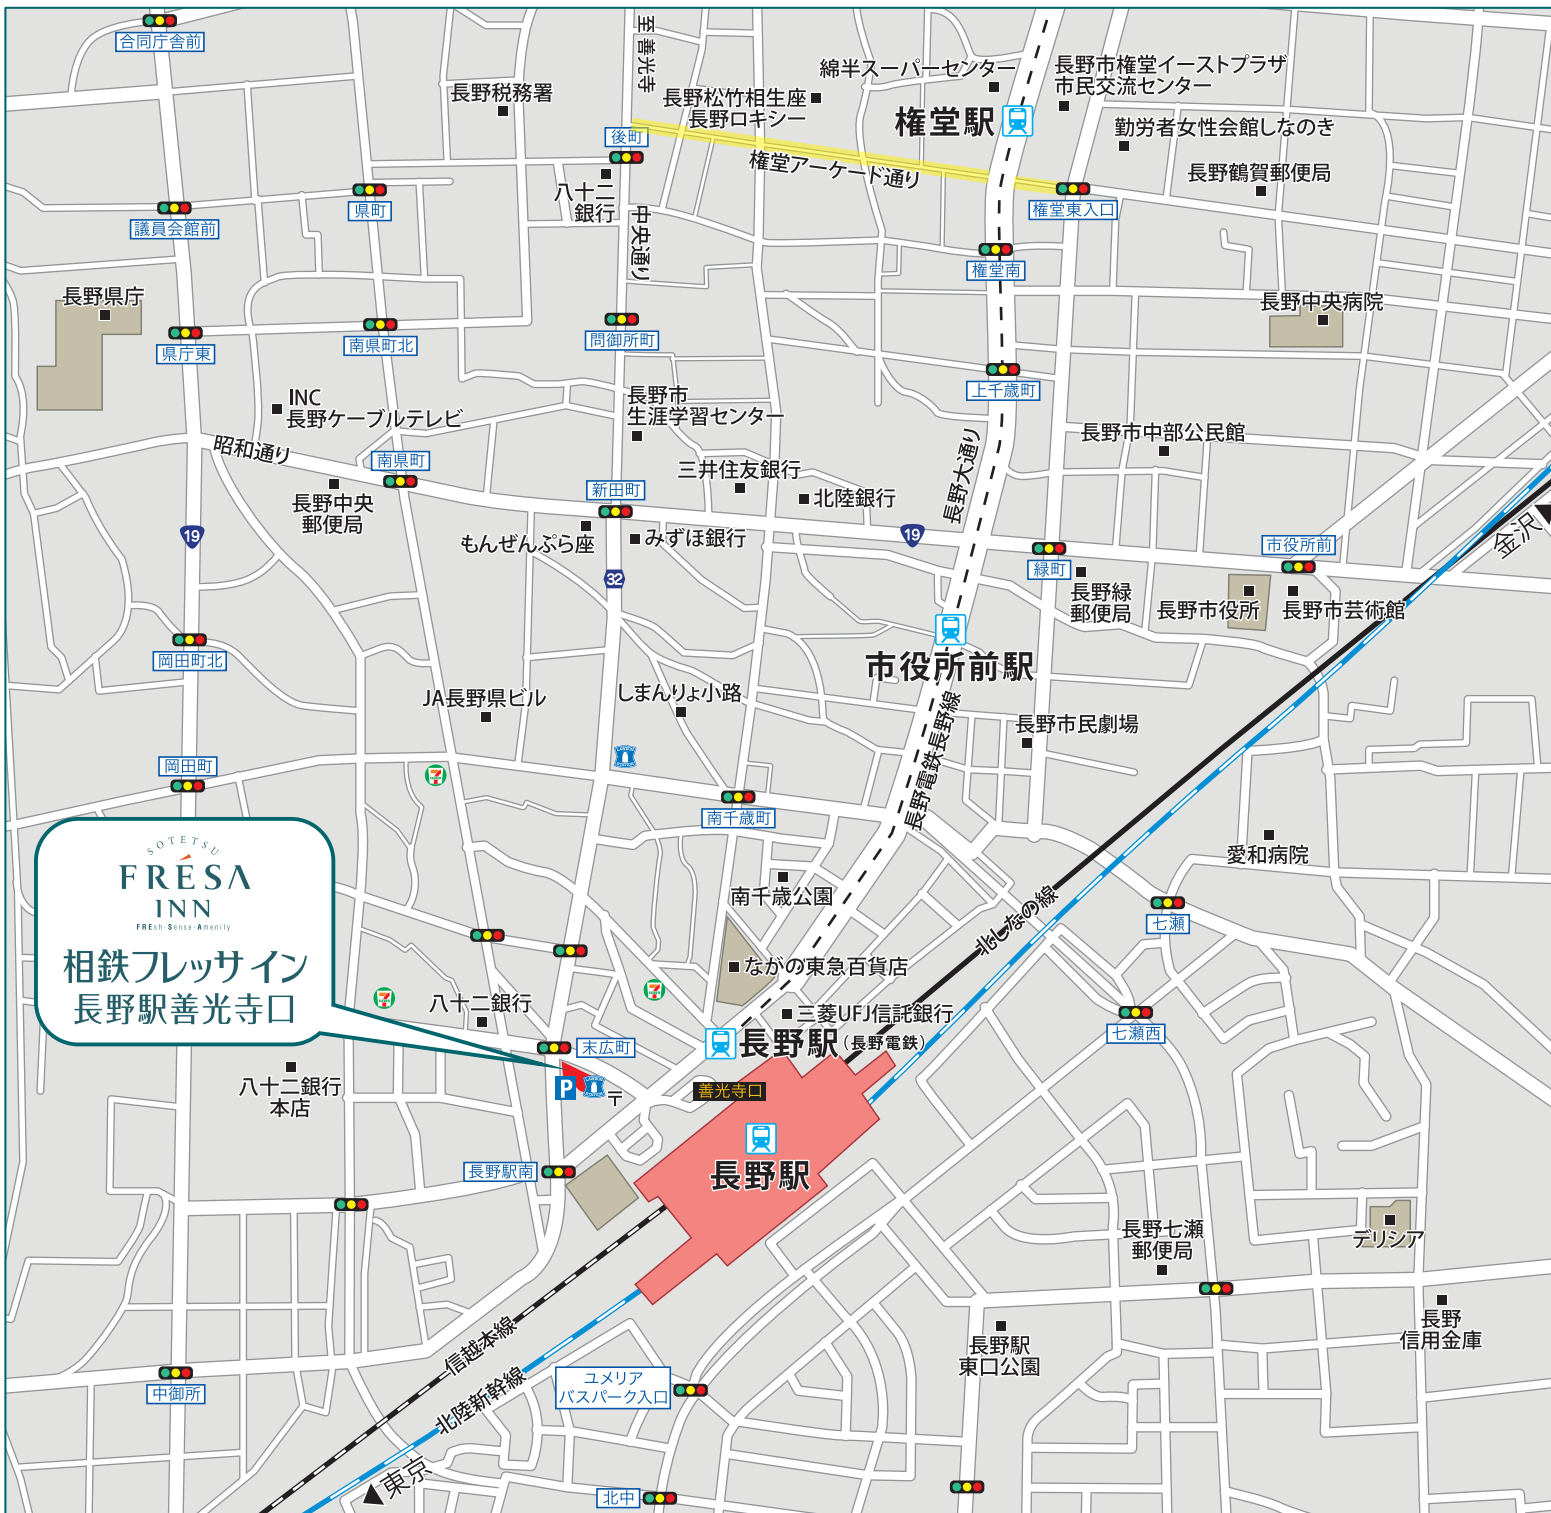 合同庁舎前
至 善光寺
長野税務署
綿半スーパーセンター
長野市権堂イーストプラザ
市民交流センター
長野松竹相生座
長野ロキシー
権堂駅
勤労者女性会館しなのき
後町
権堂アーケード通り
長野鶴賀郵便局
八十二
銀行
県町
議員会館前
中央通り
権堂東入口
権堂南
長野県庁
長野中央病院
県庁東
南県町北
問御所町
上千歳町
INC
長野ケーブルテレビ
長野市
生涯学習センター
昭和通り
南県町
長野大通り
長野市中部公民館
三井住友銀行
新田町
北陸銀行
長野中央
郵便局
もんぜんぷら座
みずほ銀行
19
19
32
緑町
市役所前
金沢
長野緑
郵便局
長野市役所
長野市芸術館
岡田町北
市役所前駅
JA長野県ビル
しまんりょ小路
長野電鉄長野線
長野市民劇場
岡田町
LAWSON
STATION
7
ELEVEN
南千歳町
愛和病院
SOTETSU
FRÉSA
INN
FREsh・Sense・Amenity
相鉄フレッサイン
長野駅善光寺口
南千歳公園
北しなの線
七瀬
ながの東急百貨店
7
ELEVEN
7
ELEVEN
八十二銀行
三菱UFJ信託銀行
七瀬西
末広町
長野駅(長野電鉄)
八十二銀行
本店
P
LAWSON
STATION
〒
善光寺口
長野駅南
長野駅
長野七瀬
郵便局
デリシア
長野
信用金庫
長野駅
東口公園
信越本線
北陸新幹線
ユメリア
バスパーク入口
中御所
東京
北中